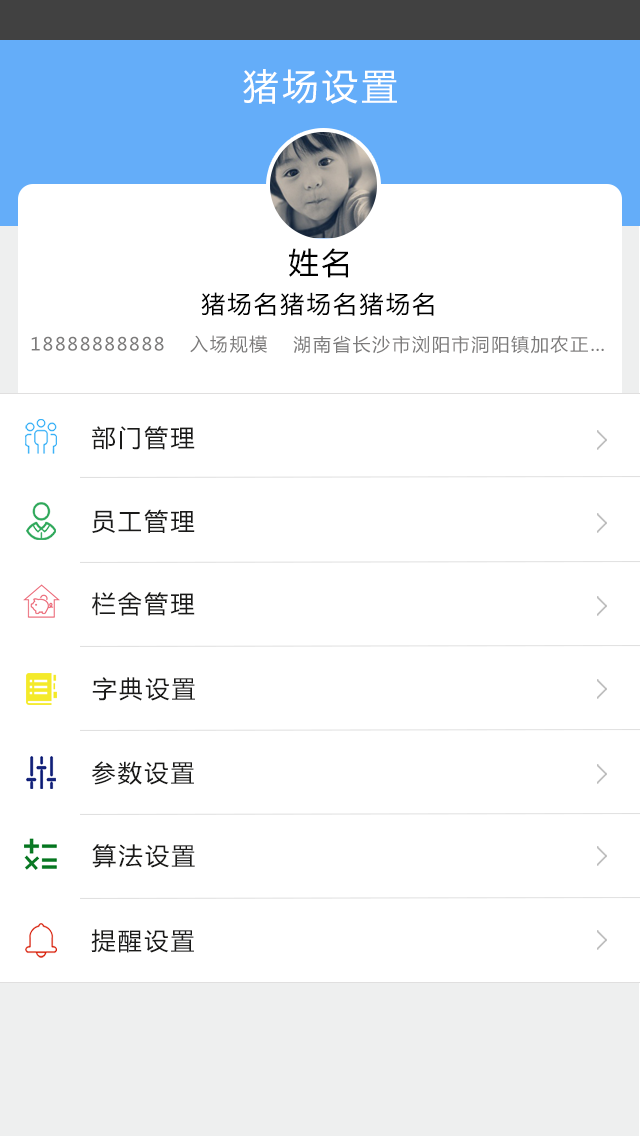 猪场设置
姓名
猪场名猪场名猪场名
18888888888 入场规模 湖南省长沙市浏阳市洞阳镇加农正...
部门管理
员工管理
栏舍管理
字典设置
参数设置
算法设置
提醒设置